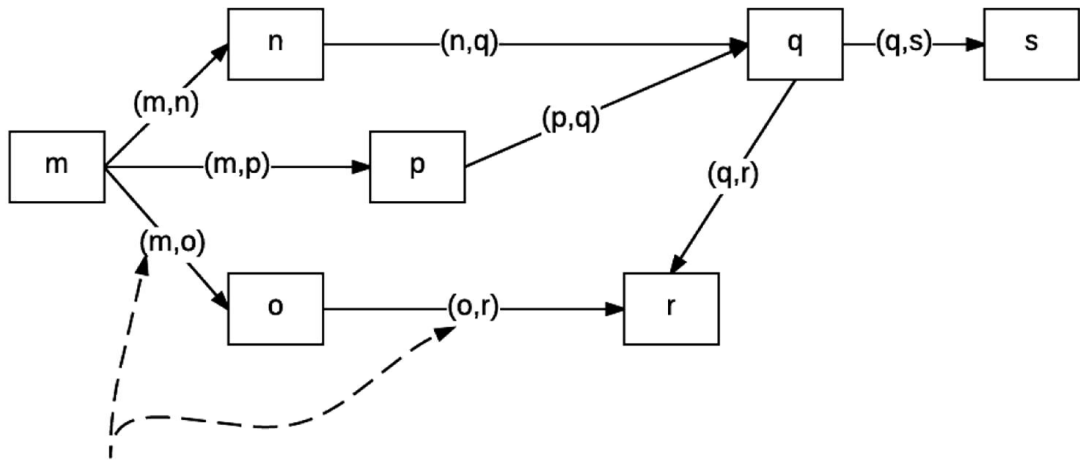 n
(n,q)
q
(q,s)
s
(m,n)
(p,q)
m
(m,p)
p
(q,r)
(m,o)
o
(o,r)
r